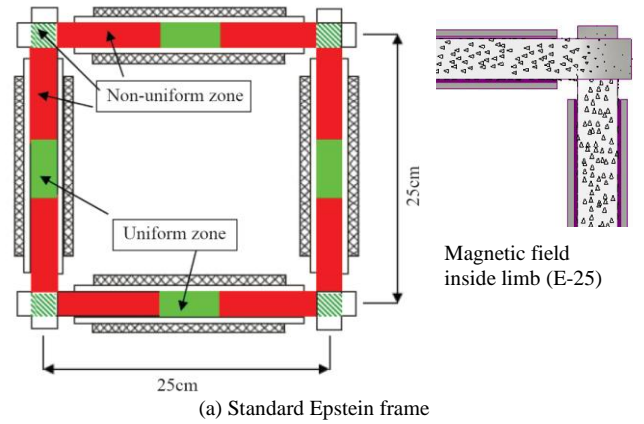 Non-uniform zone
Uniform zone
25cm
25cm
Magnetic field
inside limb (E-25)
(a) Standard Epstein frame